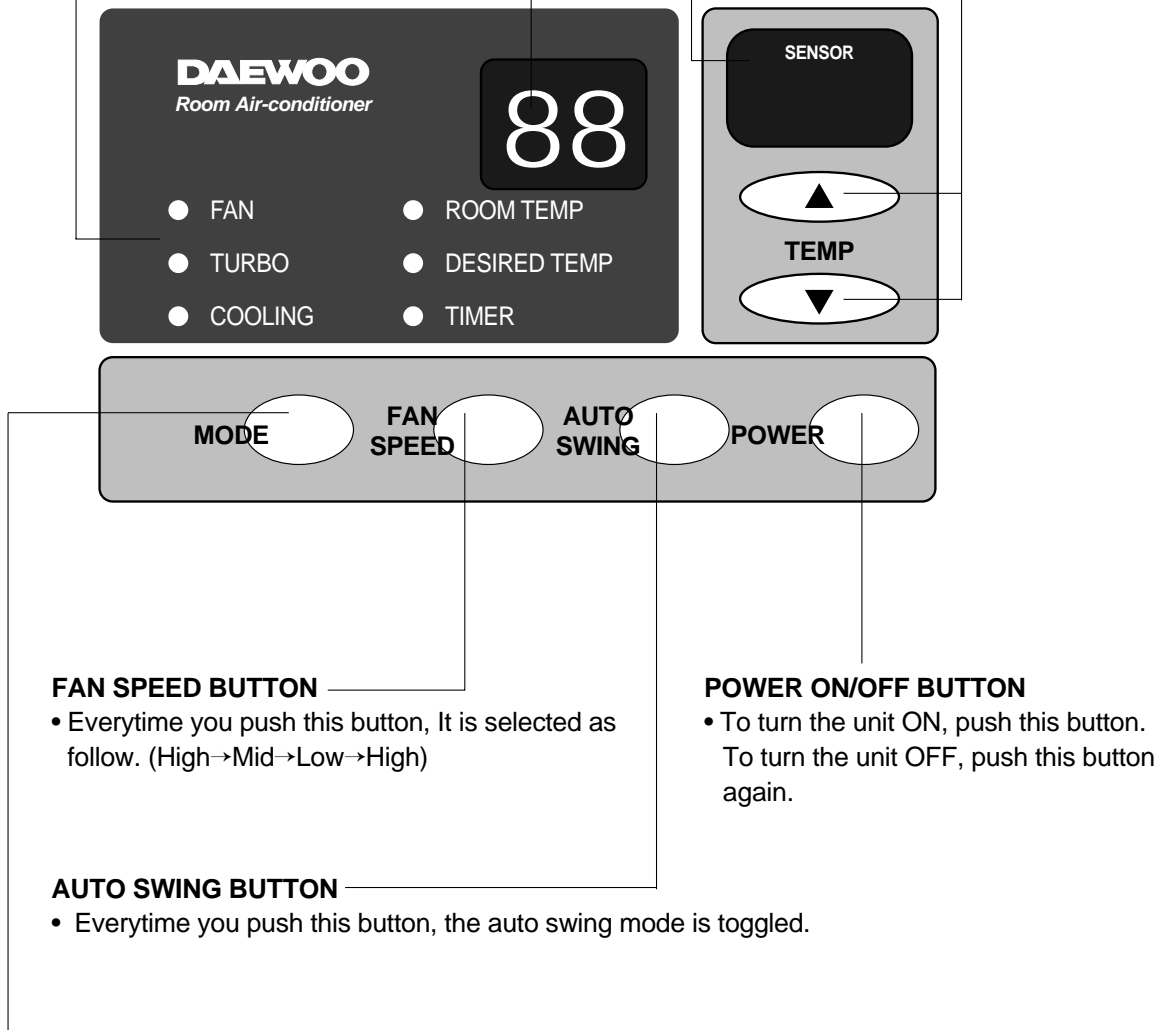 DAEWOO
Room Air-conditioner
88
SENSOR
FAN
ROOM TEMP
TURBO
DESIRED TEMP
COOLING
TIMER
▲
TEMP
▼
MODE
FAN
SPEED
AUTO
SWING
POWER
FAN SPEED BUTTON
• Everytime you push this button, It is selected as
follow. (High→Mid→Low→High)
POWER ON/OFF BUTTON
• To turn the unit ON, push this button.
To turn the unit OFF, push this button
again.
AUTO SWING BUTTON
• Everytime you push this button, the auto swing mode is toggled.